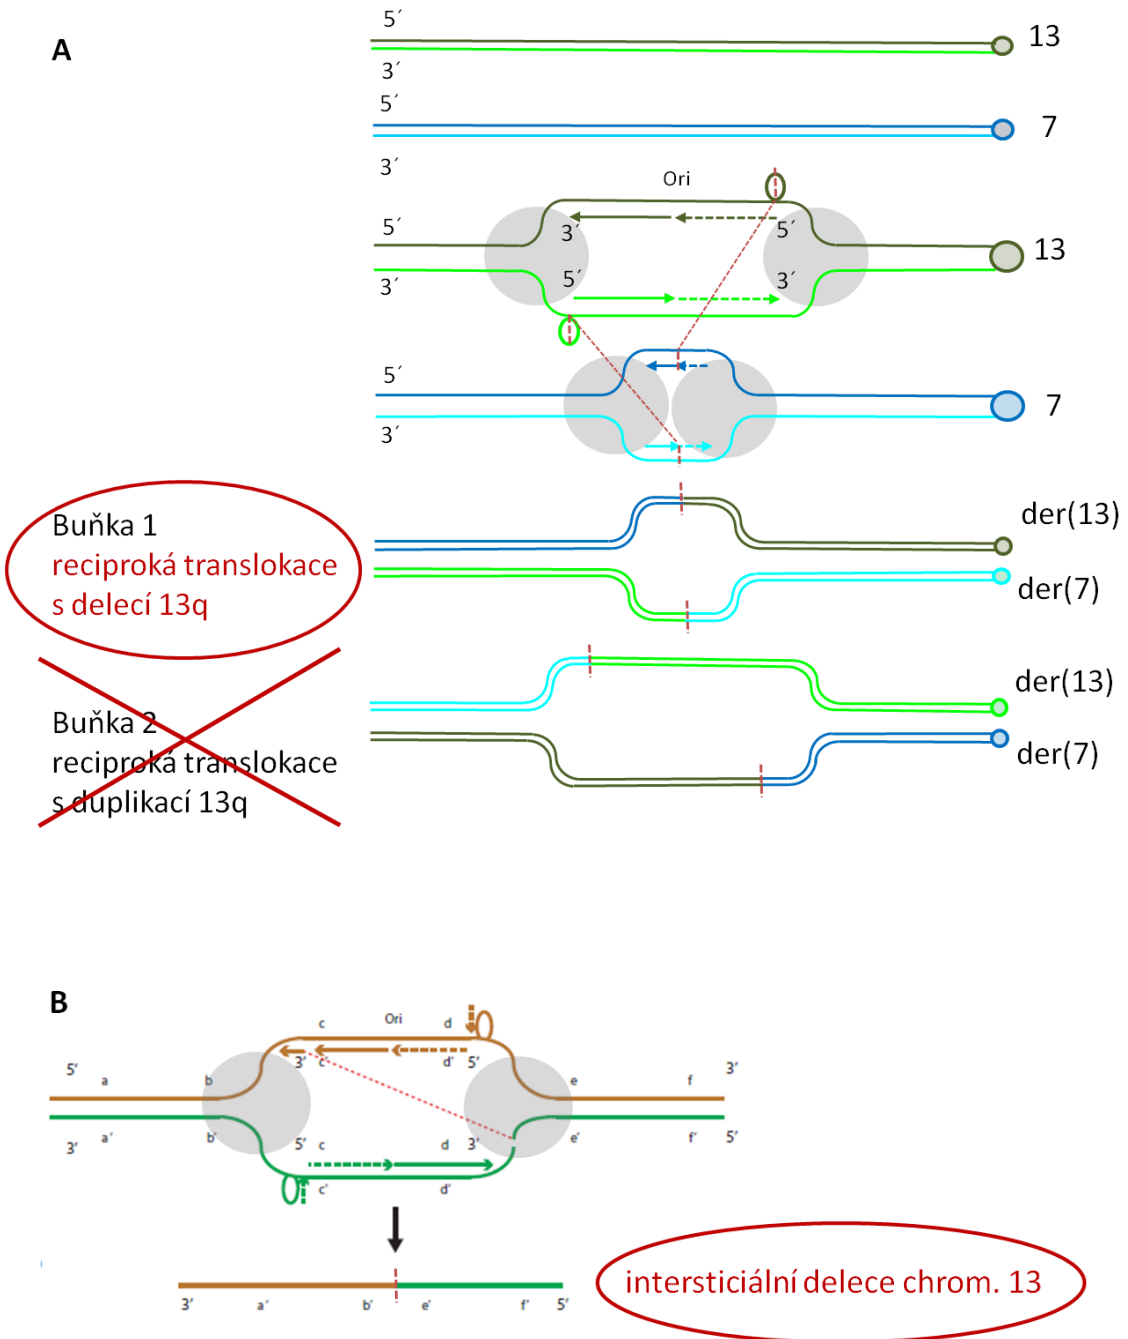 A
5´
13
3´
5´
7
3´
Ori
5´
3´
5´
13
5´
3´
3´
5´
7
3´
Buňka 1
reciproká translokace
s delecí 13q
der(13)
der(7)
Buňka 2
reciproká translokace
s duplikací 13q
der(13)
der(7)
B
c Ori d
5′ a b 3′ c′ d′ 5′ e f 3′
3′ a′ b′ 5′ c d 3′ e′ f′ 5′
c′ d′
3′ a′ b′ e′ f′ 5′
intersticiální delece chrom. 13